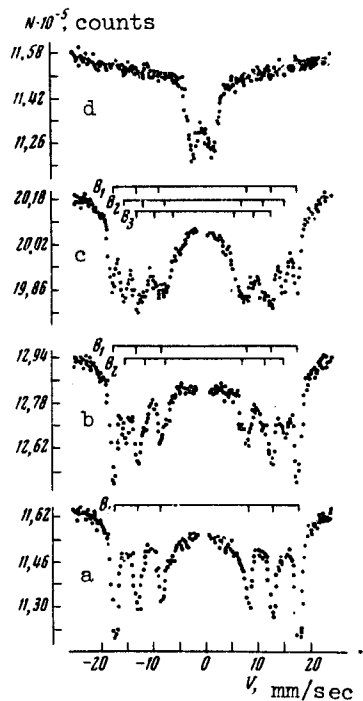 N·10⁻⁵, counts
11,58
11,42
d
11,26
B₁
B₂
B₃
20,18
20,02
c
19,86
B₁
B₂
12,94
12,78
b
12,62
B₁
11,62
11,46
a
11,30
−20 −10 0 10 20
V, mm/sec